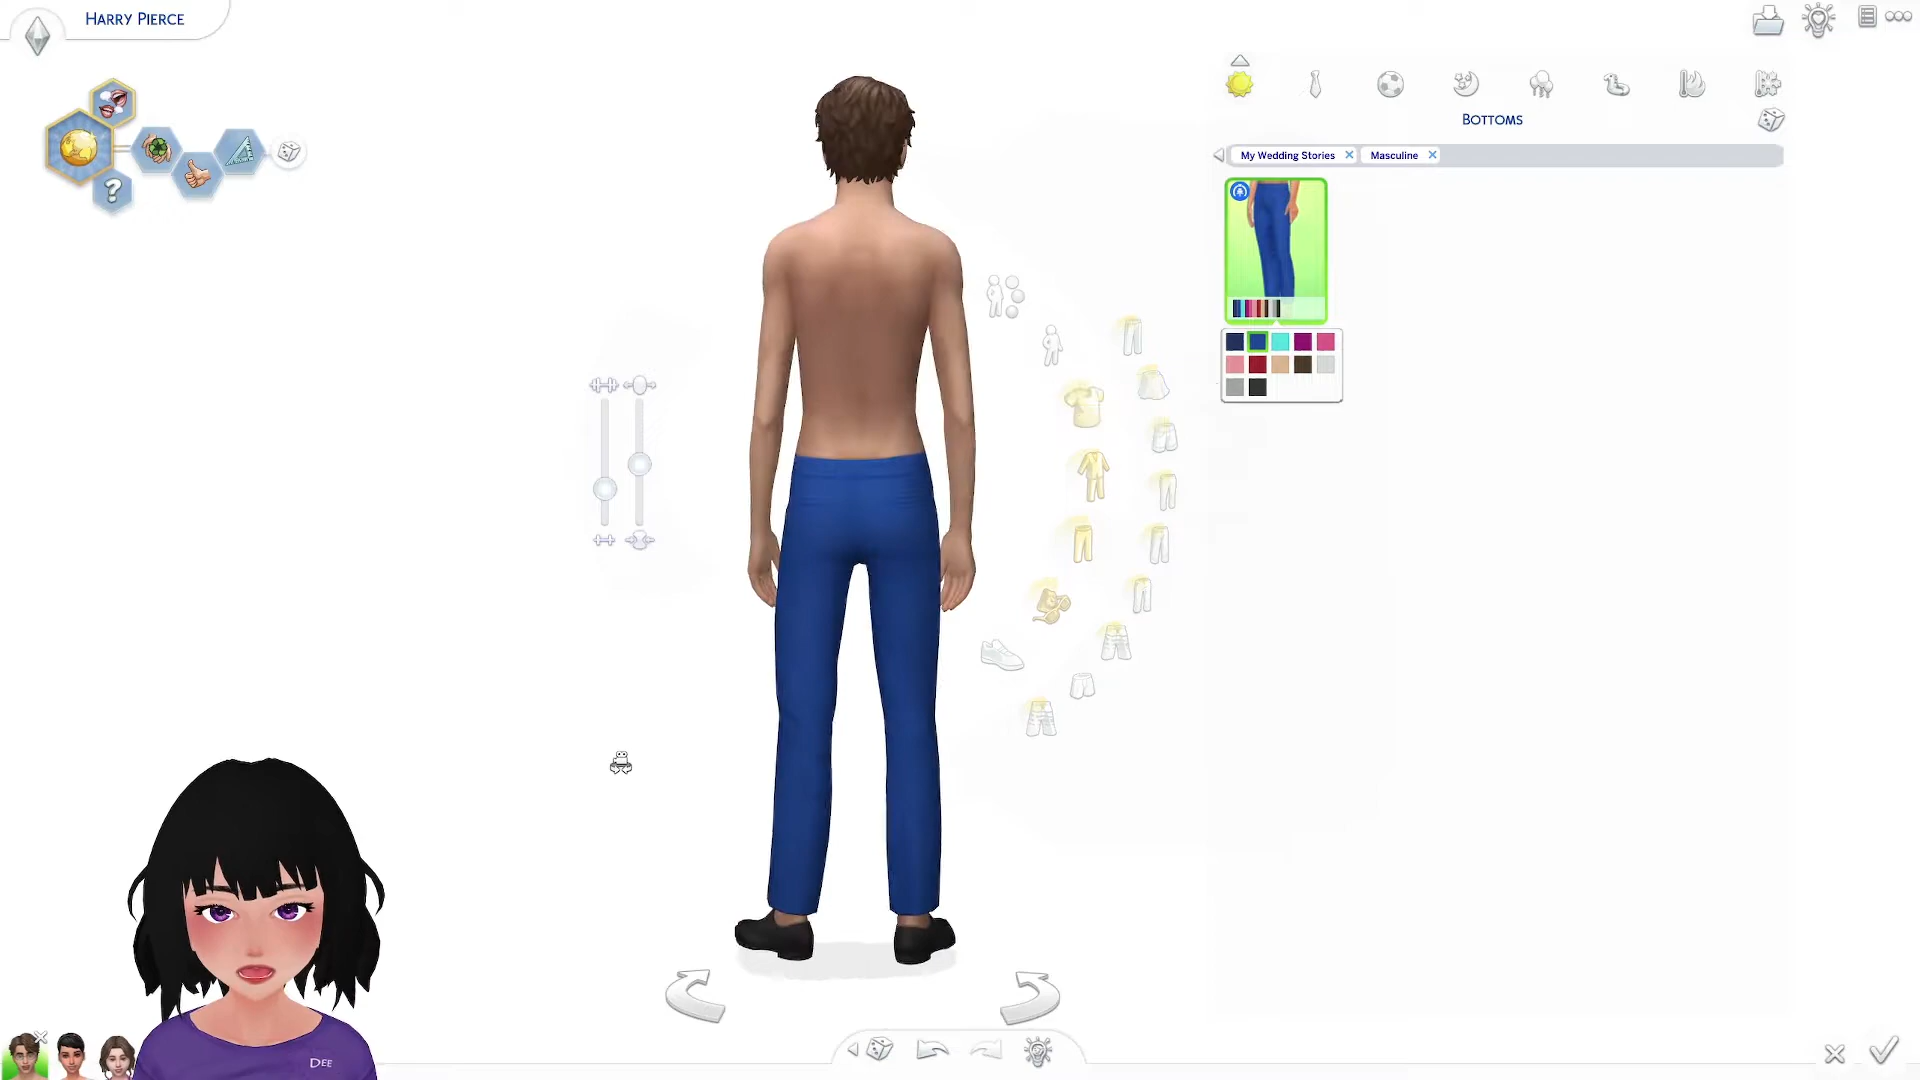 HARRY PIERCE
BOTTOMS
My Wedding Stories
Masculine
?
DEE